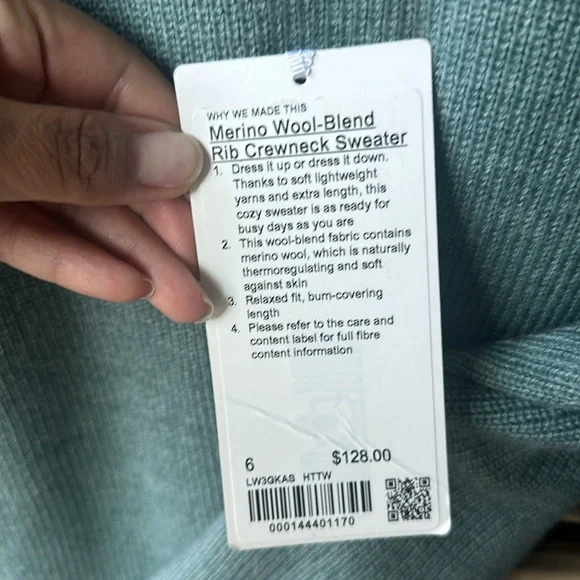 WHY WE MADE THIS
Merino Wool-Blend
Rib Crewneck Sweater
1. Dress it up or dress it down.
Thanks to soft lightweight
yarns and extra length, this
cozy sweater is as ready for
busy days as you are
2. This wool-blend fabric contains
merino wool, which is naturally
thermoregulating and soft
against skin
3. Relaxed fit, bum-covering
length
4. Please refer to the care and
content label for full fibre
content information
6 $128.00
LW3GKAS HTTW
000144401170